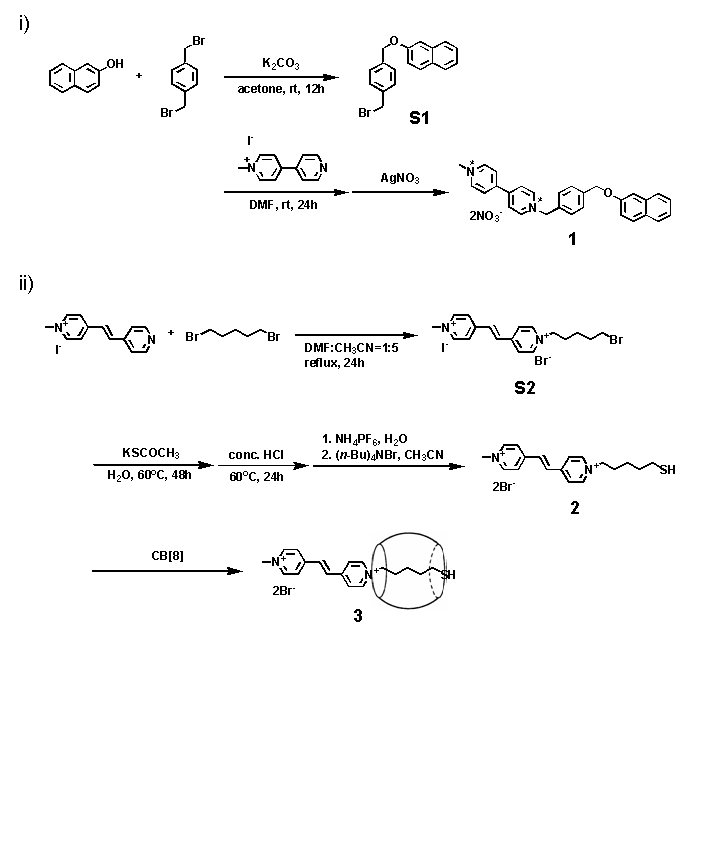 i)
OH
+
Br
Br
K₂CO₃
acetone, rt, 12h
O
Br
S1
I⁻
N⁺
N
DMF, rt, 24h
AgNO₃
N*
N*
2NO₃⁻
O
1
ii)
N⁺
I⁻
N
+
Br
Br
DMF:CH₃CN=1:5
reflux, 24h
N⁺
I⁻
N⁺
Br⁻
Br
S2
KSCOCH₃
H₂O, 60°C, 48h
conc. HCl
60°C, 24h
1. NH₄PF₆, H₂O
2. (n-Bu)₄NBr, CH₃CN
N⁺
2Br⁻
N⁺
SH
2
CB[8]
N⁺
2Br⁻
N⁺
SH
3